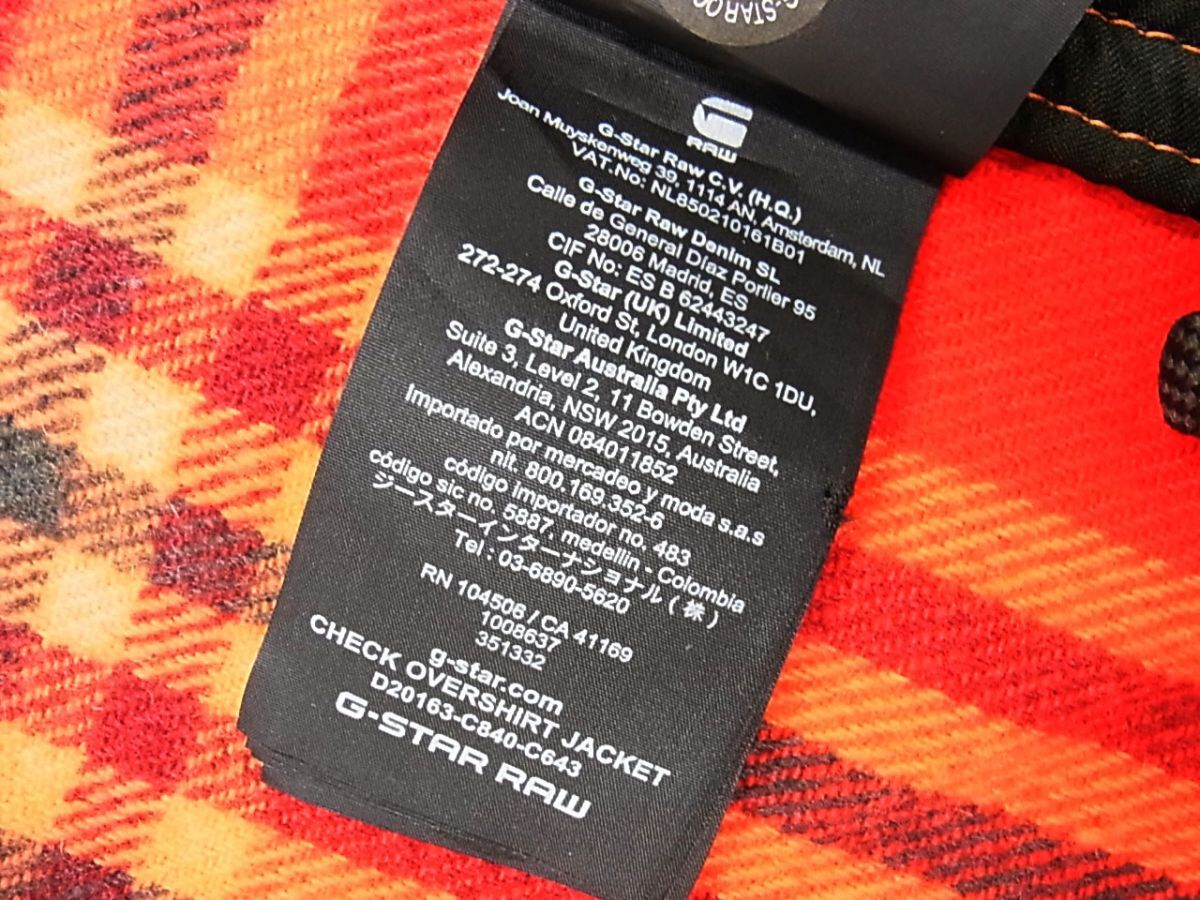 G-STAR
RAW
G-Star Raw C.V. (H.Q.)
Joan Muyskenweg 39, 1114 AN, Amsterdam, NL
VAT.No: NL850210161B01
G-Star Raw Denim SL
Calle de General Díaz Porlier 95
28006 Madrid, ES
CIF No: ES B 62443247
G-Star (UK) Limited
272-274 Oxford St, London W1C 1DU,
United Kingdom
G-Star Australia Pty Ltd
Suite 3, Level 2, 11 Bowden Street,
Alexandria, NSW 2015, Australia
ACN 084011852
Importado por mercadeo y moda s.a.s
nit. 800.169.352-6
código importador no. 483
código sic no. 5887, medellin - Colombia
ジースターインターナショナル(株)
Tel : 03-6890-5620
RN 104506 / CA 41169
1008637
351332
g-star.com
CHECK OVERSHIRT JACKET
D20163-C840-C643
G-STAR RAW